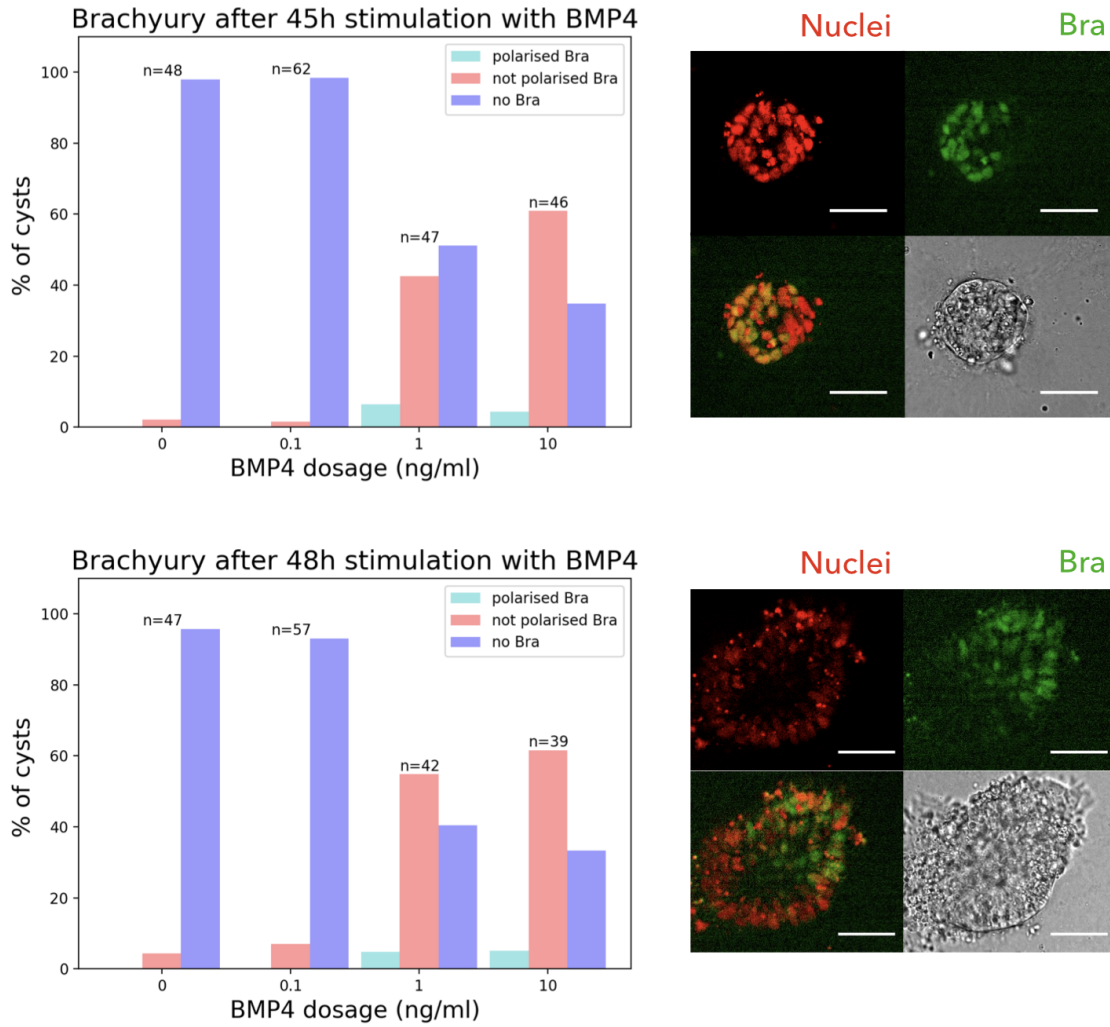 Brachyury after 45h stimulation with BMP4
Nuclei
Bra
% of cysts
100
80
60
40
20
0
n=48
n=62
n=47
n=46
polarised Bra
not polarised Bra
no Bra
0
0.1
1
10
BMP4 dosage (ng/ml)
Brachyury after 48h stimulation with BMP4
Nuclei
Bra
% of cysts
100
80
60
40
20
0
n=47
n=57
n=42
n=39
polarised Bra
not polarised Bra
no Bra
0
0.1
1
10
BMP4 dosage (ng/ml)